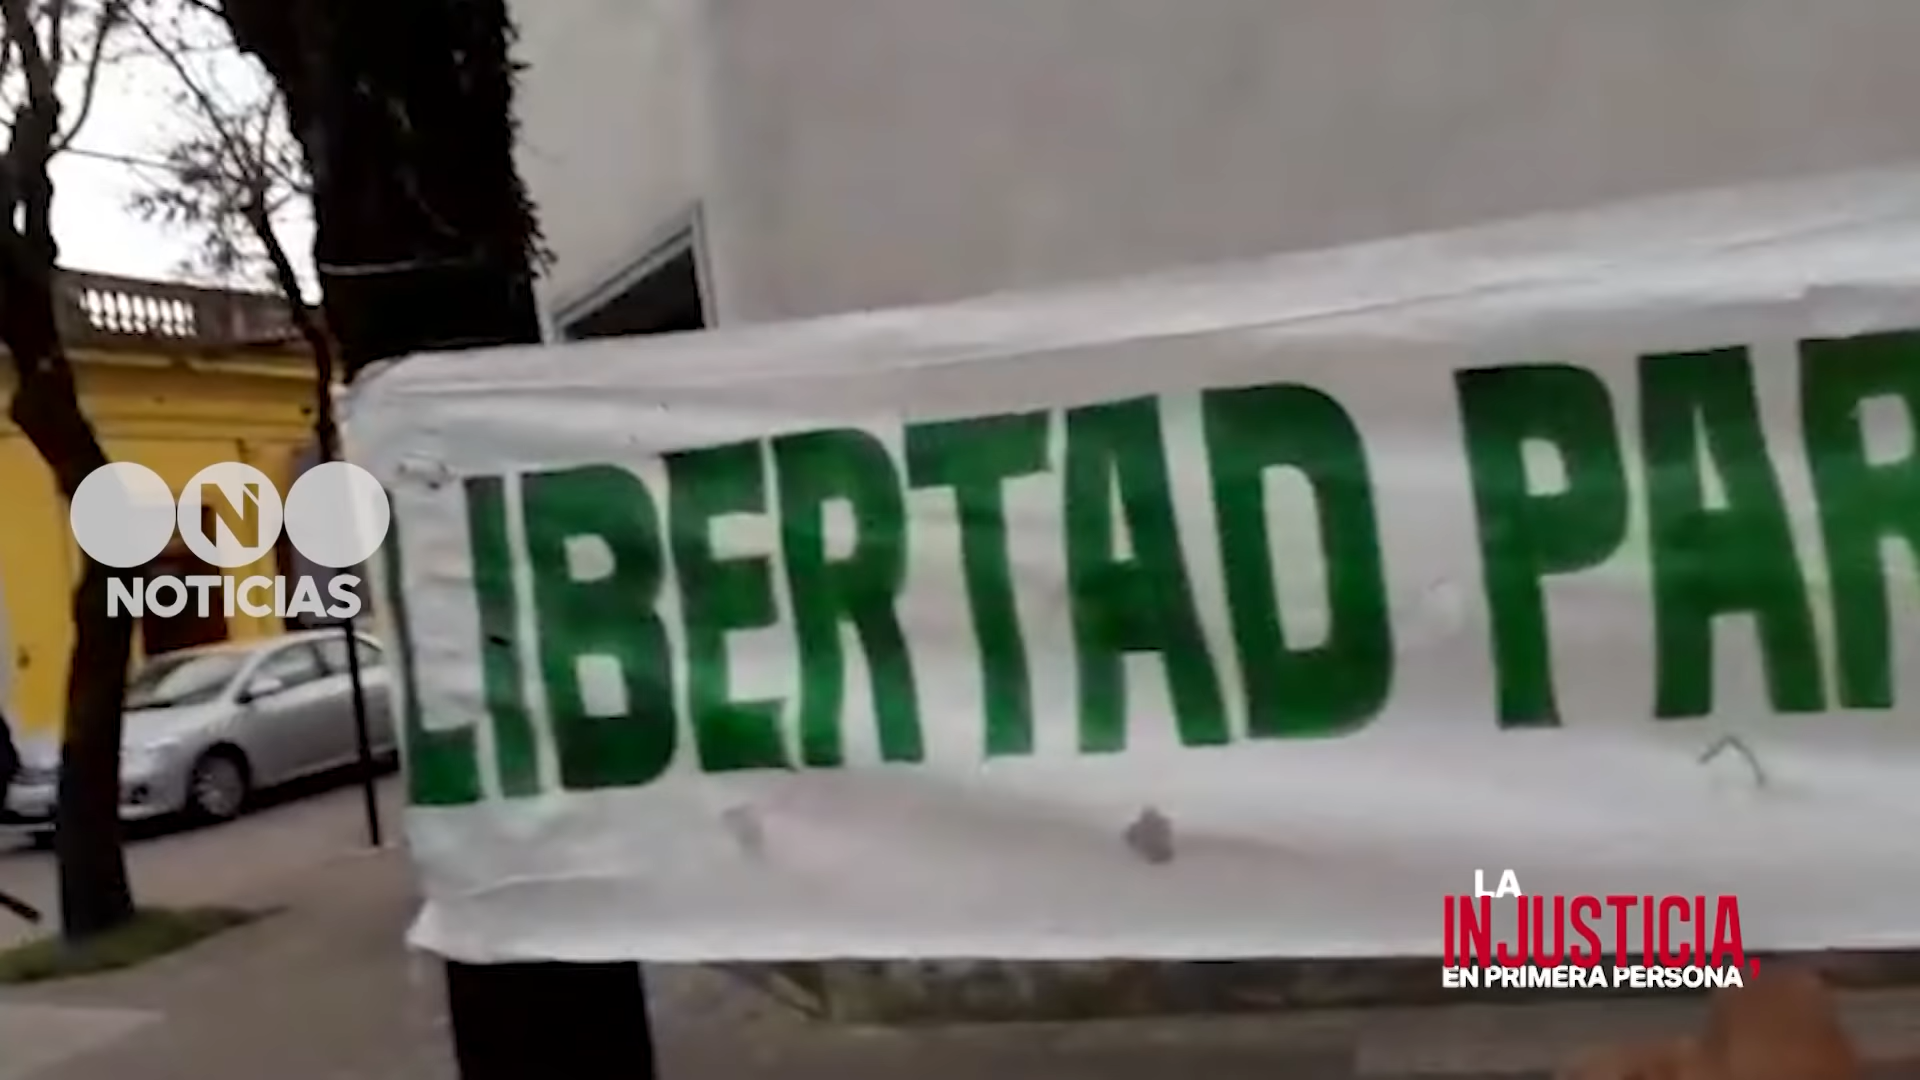 LIBERTAD PAR
N
NOTICIAS
LA
INJUSTICIA,
EN PRIMERA PERSONA